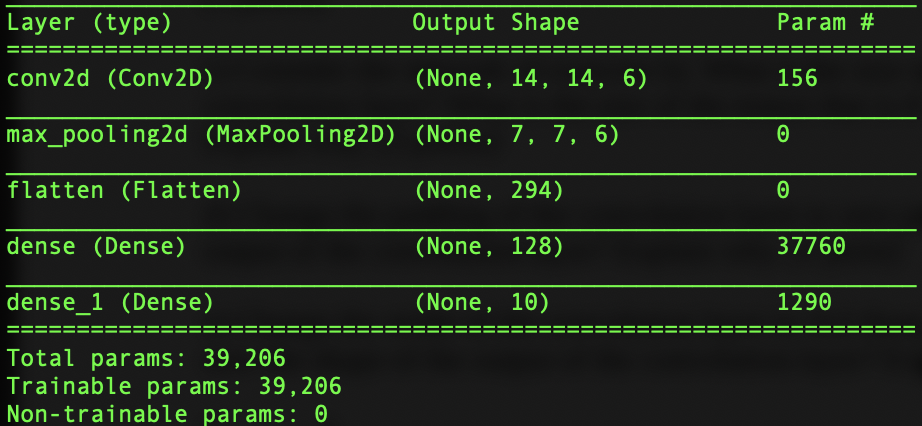 Layer (type) Output Shape Param #
conv2d (Conv2D) (None, 14, 14, 6) 156
max_pooling2d (MaxPooling2D) (None, 7, 7, 6) 0
flatten (Flatten) (None, 294) 0
dense (Dense) (None, 128) 37760
dense_1 (Dense) (None, 10) 1290
Total params: 39,206
Trainable params: 39,206
Non-trainable params: 0